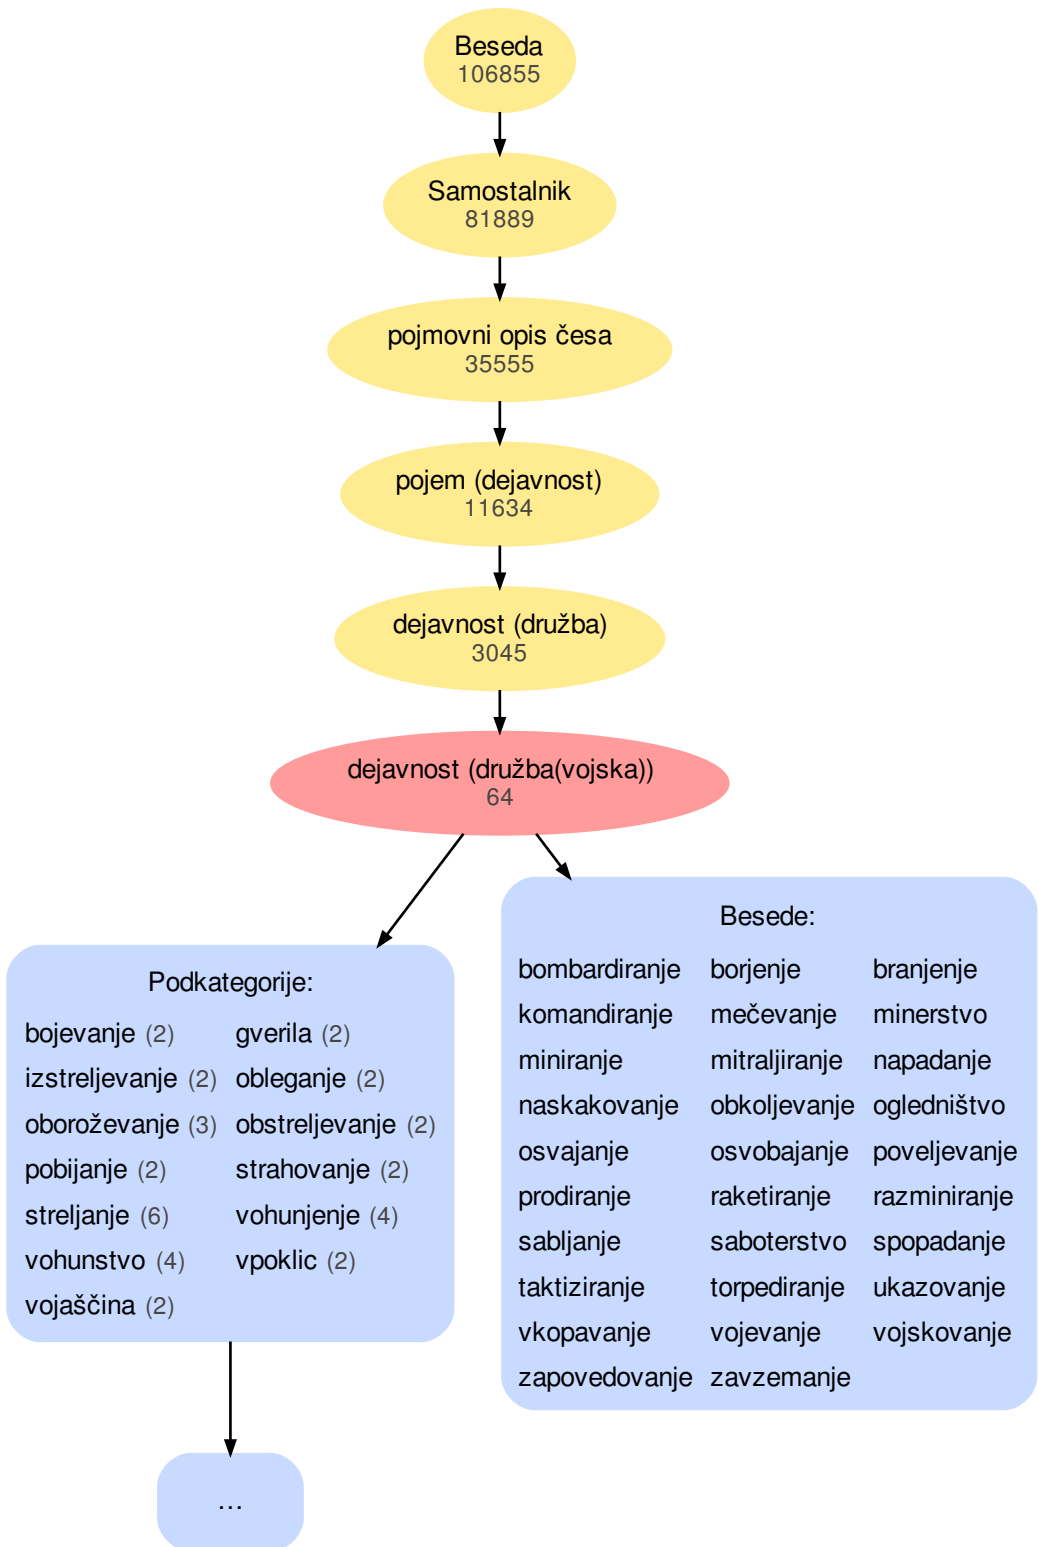 Beseda
106855
Samostalnik
81889
pojmovni opis česa
35555
pojem (dejavnost)
11634
dejavnost (družba)
3045
dejavnost (družba(vojska))
64
Podkategorije:
bojevanje (2) gverila (2)
izstreljevanje (2) obleganje (2)
oboroževanje (3) obstreljevanje (2)
pobijanje (2) strahovanje (2)
streljanje (6) vohunjenje (4)
vohunstvo (4) vpoklic (2)
vojaščina (2)
Besede:
bombardiranje borjenje branjenje
komandiranje mečevanje minerstvo
miniranje mitraljiranje napadanje
naskakovanje obkoljevanje ogledništvo
osvajanje osvobajanje poveljevanje
prodiranje raketiranje razminiranje
sabljanje saboterstvo spopadanje
taktiziranje torpediranje ukazovanje
vkopavanje vojevanje vojskovanje
zapovedovanje zavzemanje
...